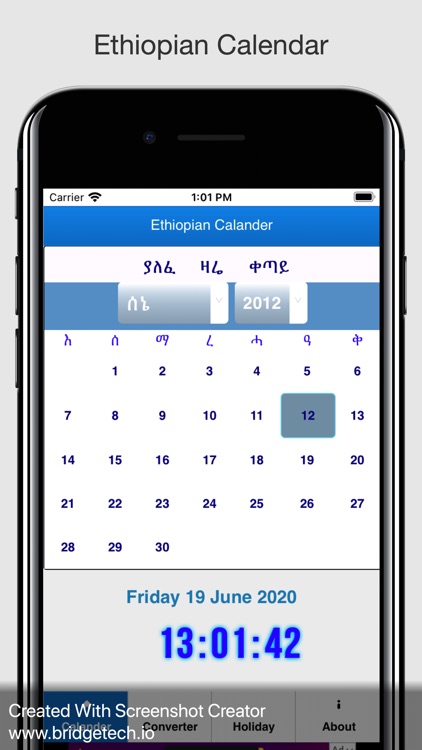 Ethiopian Calendar
Carrier 1:01 PM
Ethiopian Calander
ያለፈ ዛሬ ቀጣይ
ሰኔ 2012
እ ሰ ማ ረ ሓ ዓ ቅ
1 2 3 4 5 6
7 8 9 10 11 12 13
14 15 16 17 18 19 20
21 22 23 24 25 26 27
28 29 30
Friday 19 June 2020
13:01:42
Calander Converter Holiday About
Created With Screenshot Creator
www.bridgetech.io